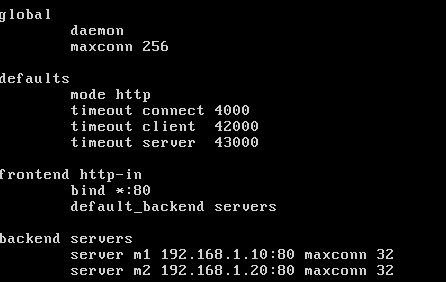 global
        daemon
        maxconn 256

defaults
        mode http
        timeout connect 4000
        timeout client  42000
        timeout server  43000

frontend http-in
        bind *:80
        default_backend servers

backend servers
        server m1 192.168.1.10:80 maxconn 32
        server m2 192.168.1.20:80 maxconn 32